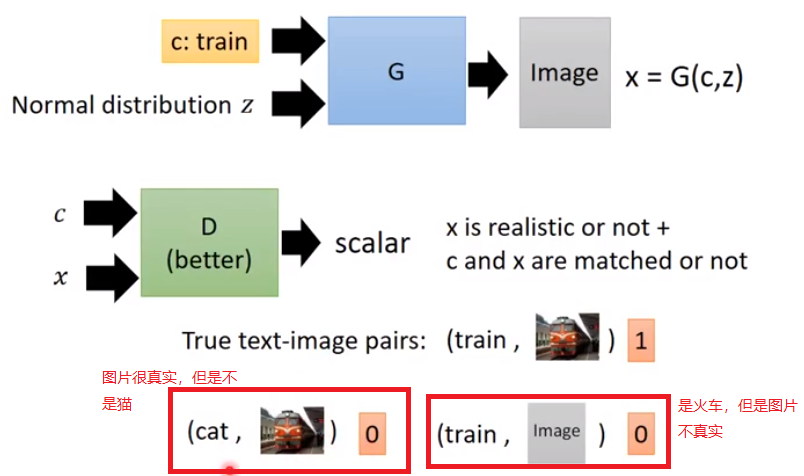 c: train
G
Image
x = G(c,z)
Normal distribution z
c
x
D
(better)
scalar
x is realistic or not +
c and x are matched or not
True text-image pairs: (train , ) 1
图片很真实，但是不
是猫
(cat , ) 0
(train , Image ) 0
是火车，但是图片
不真实